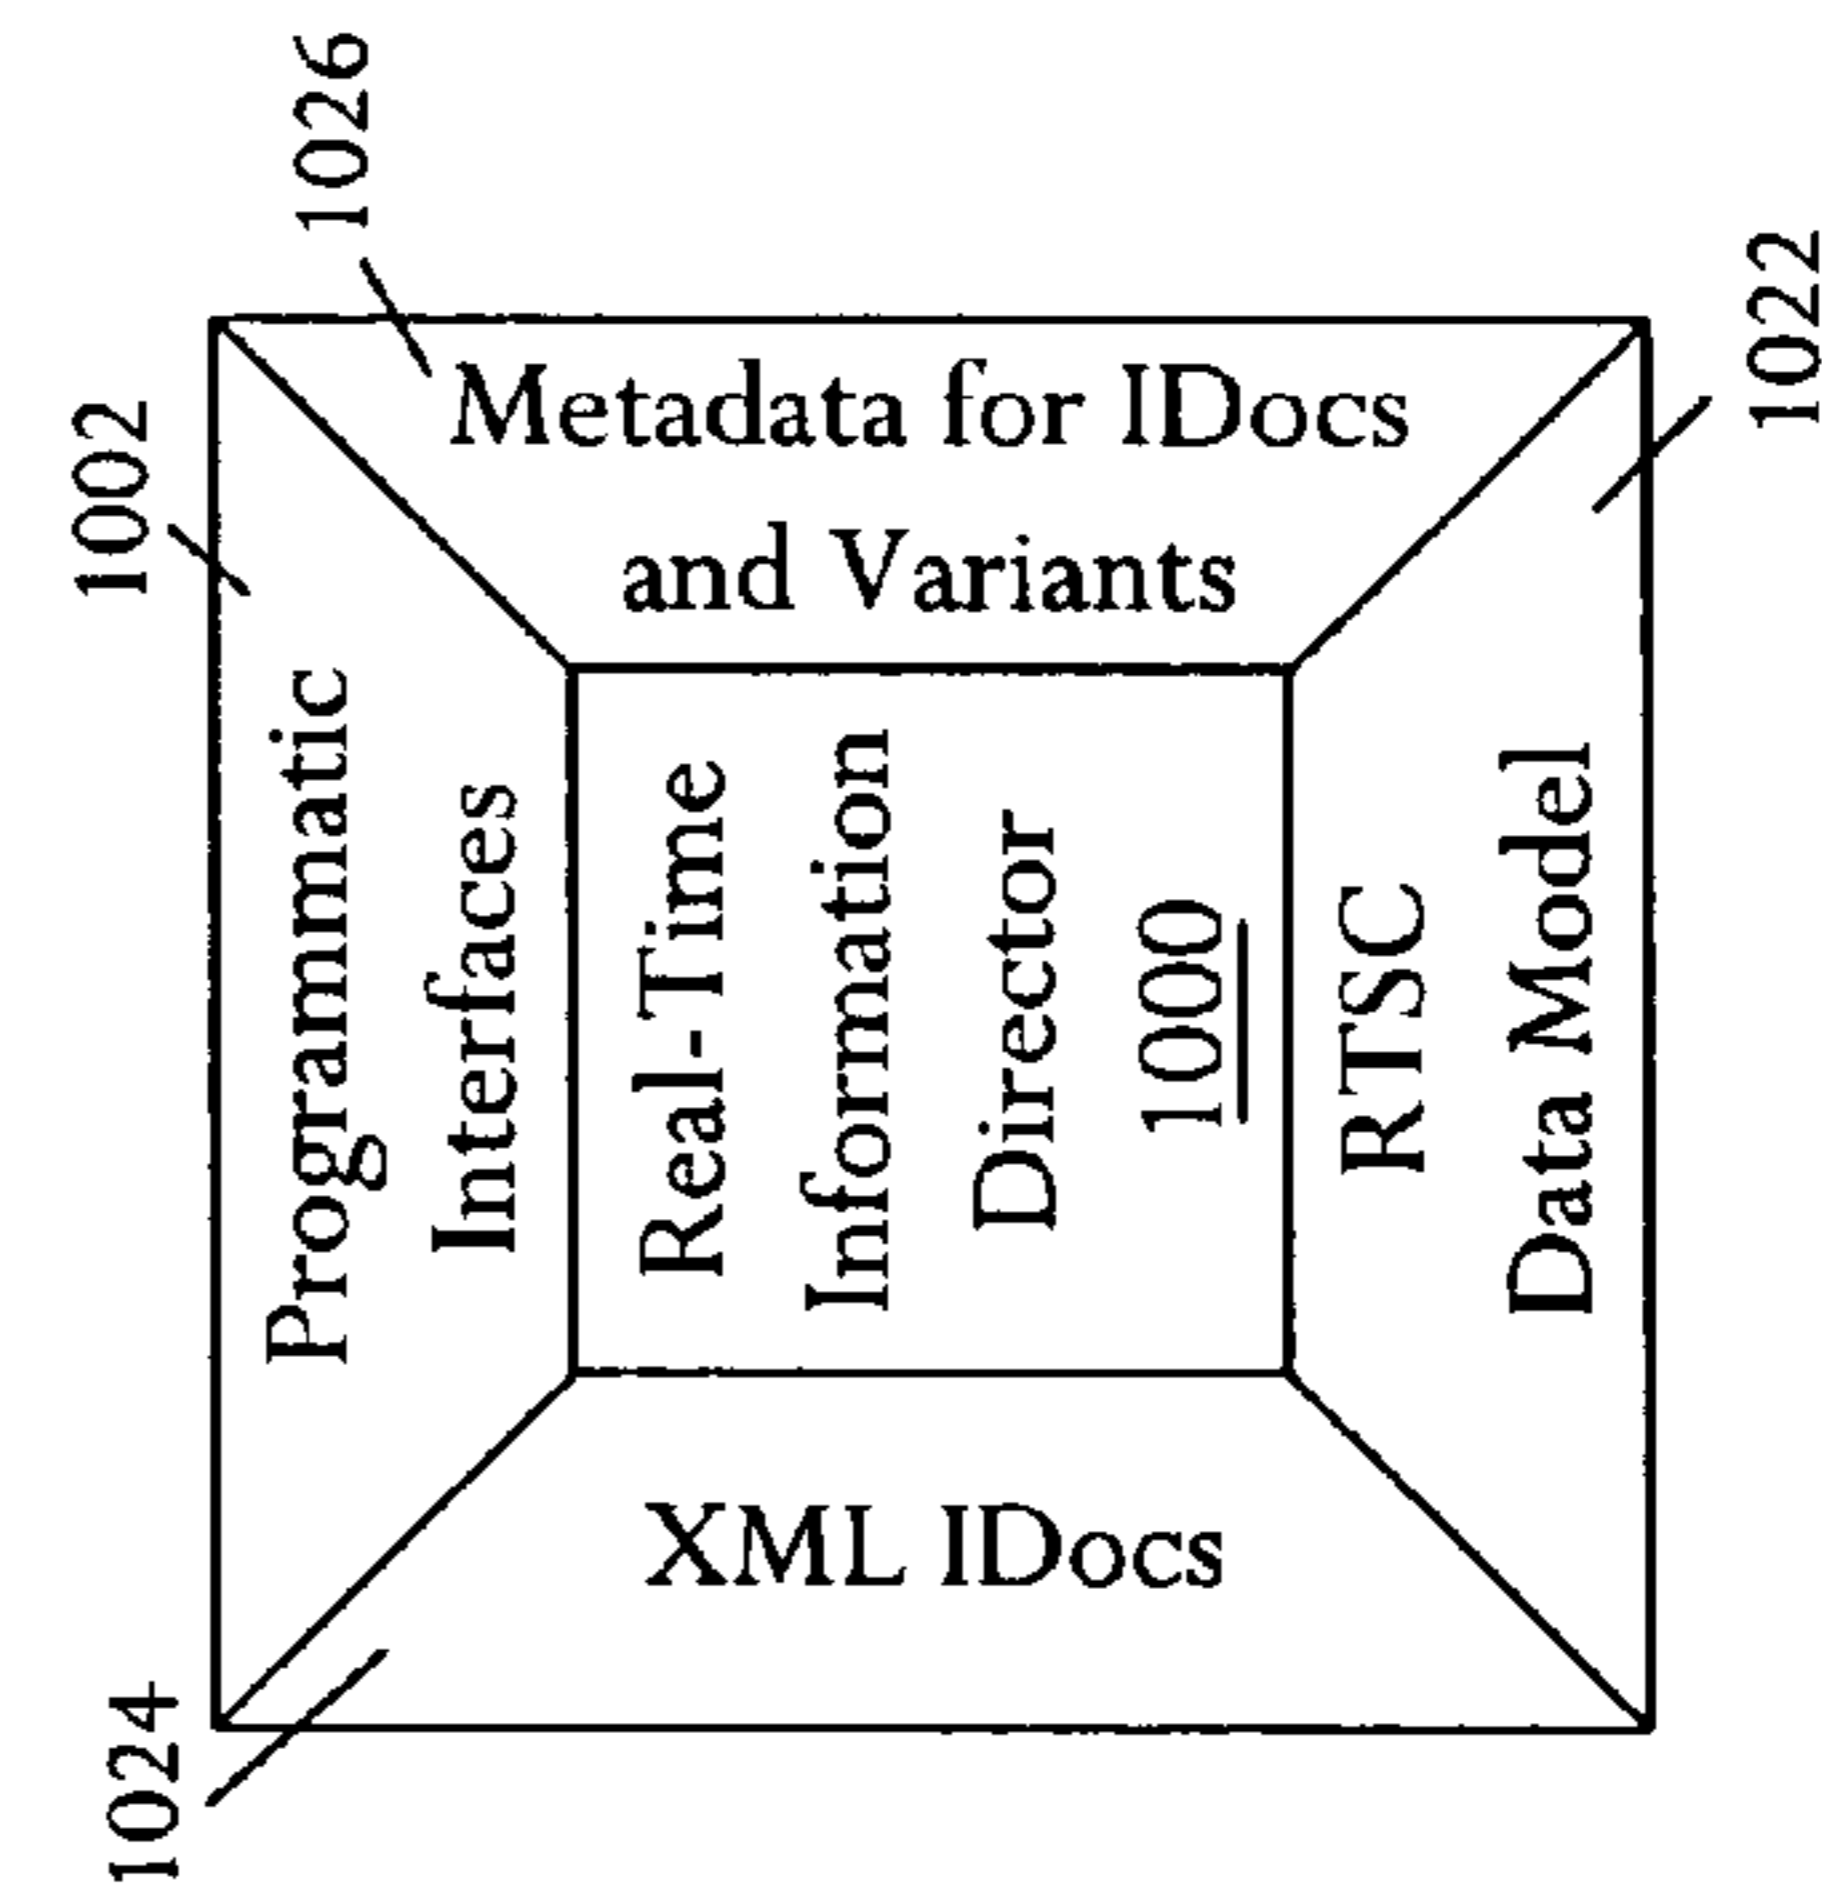 1026
1002
1022
Metadata for IDocs
and Variants
Programmatic
Interfaces
Real-Time
Information
Director
1000
RTSC
Data Model
XML IDocs
1024